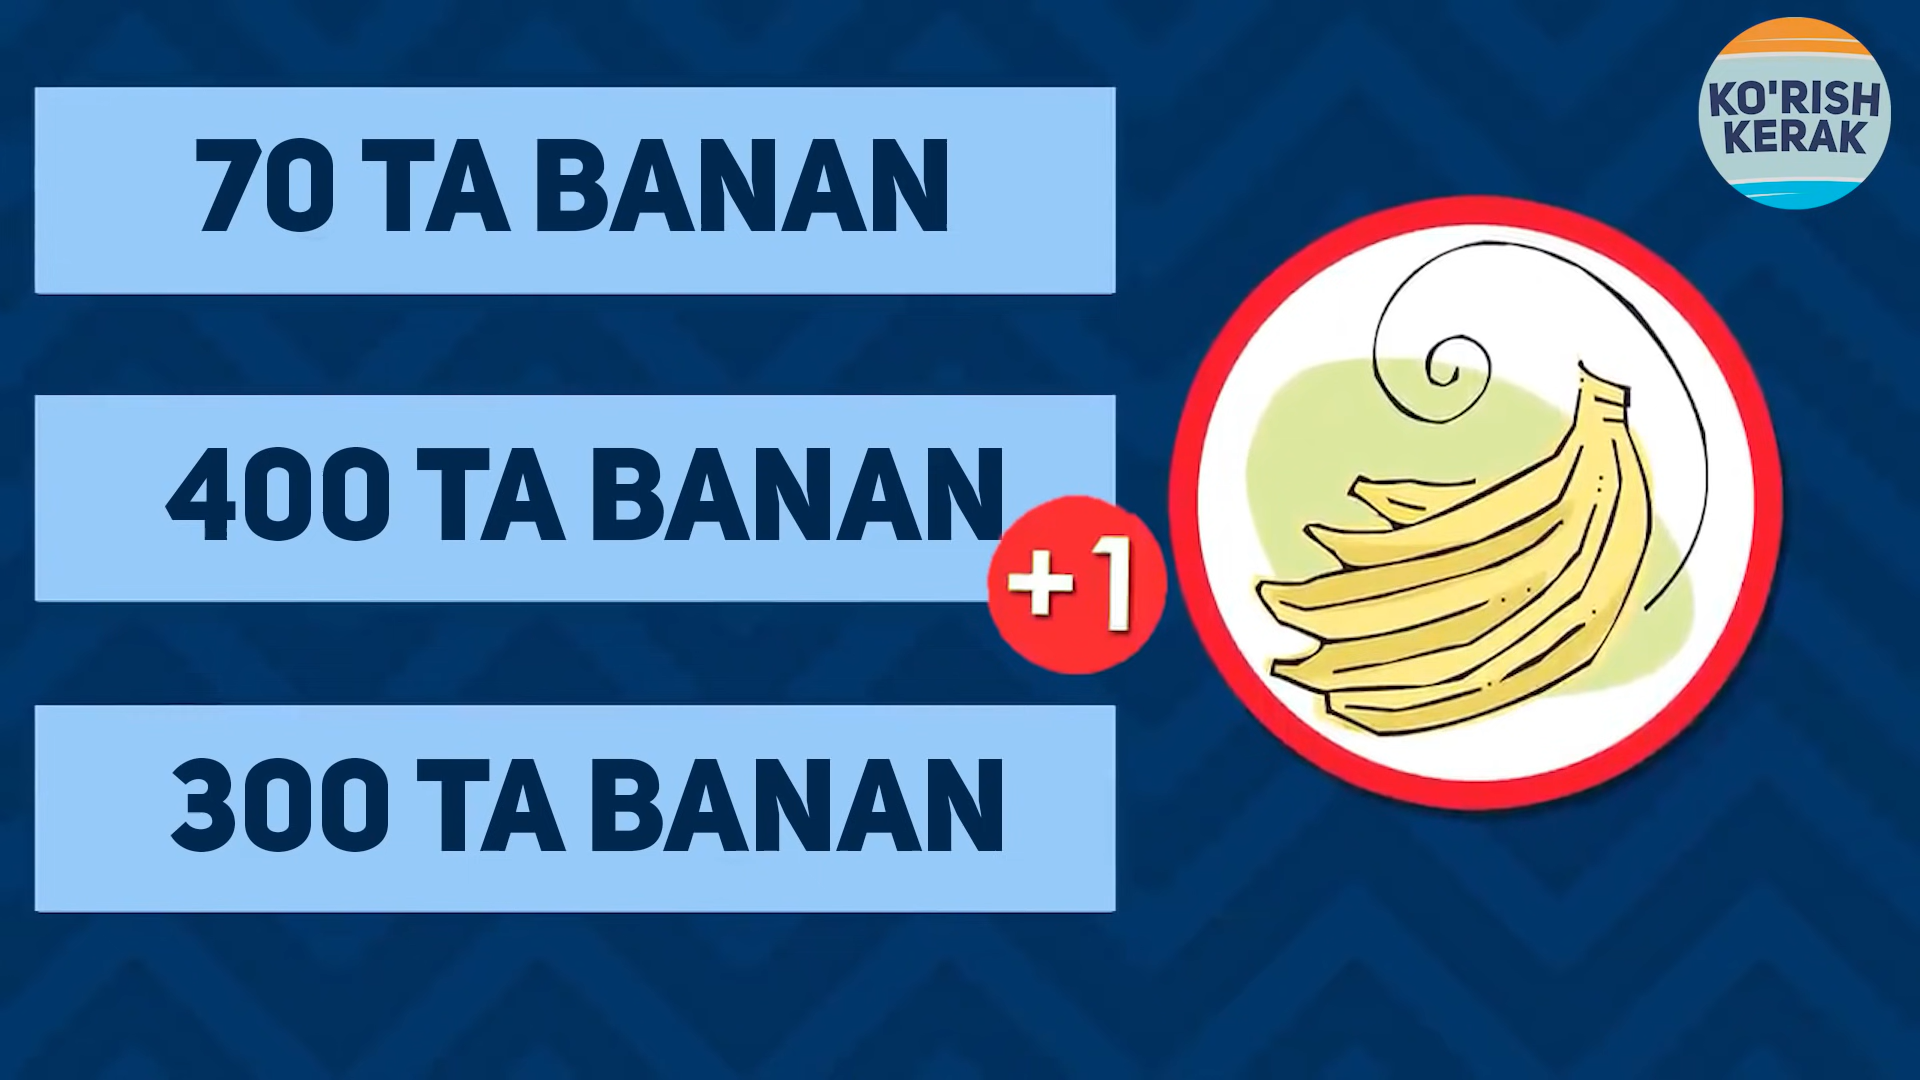 KO'RISH
KERAK
70 TA BANAN
400 TA BANAN
+1
300 TA BANAN